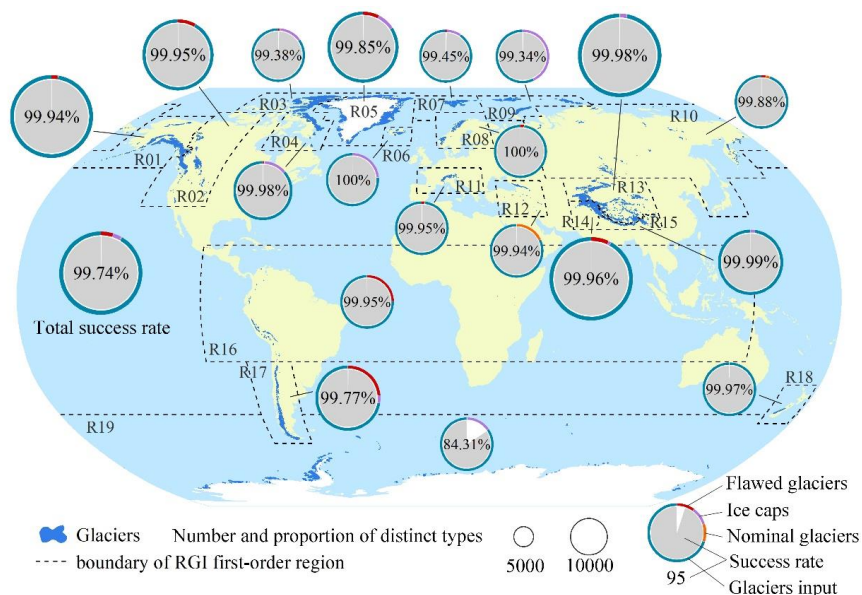 99.95%
99.38%
99.85%
99.45%
99.34%
99.98%
99.94%
99.88%
R03
R05
R07
R09
R10
R01
R04
R06
R08
100%
R02
99.98%
100%
R11
R12
R13
R14
R15
99.95%
99.94%
99.96%
99.99%
99.74%
Total success rate
99.95%
R16
R17
99.77%
99.97%
R18
R19
84.31%
Flawed glaciers
Ice caps
Nominal glaciers
Success rate
Glaciers input
95
Glaciers
Number and proportion of distinct types
5000
10000
boundary of RGI first-order region